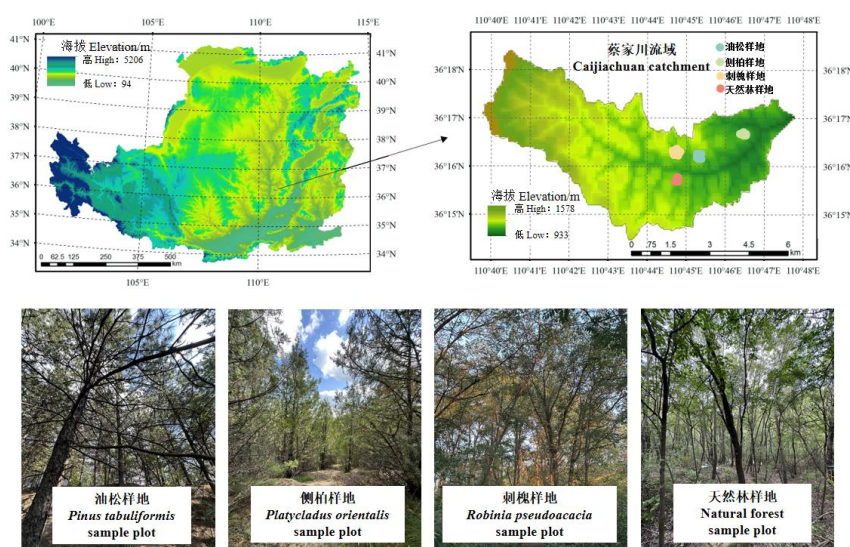 100°E 105°E 110°E 115°E
海拔 Elevation/m
高 High: 5206
低 Low: 94
41°N
40°N
39°N
38°N
37°N
36°N
35°N
34°N
41°N
40°N
39°N
38°N
37°N
36°N
35°N
34°N
0 62.5 125 250 375 500
km
105°E 110°E
110°40′E 110°41′E 110°42′E 110°43′E 110°44′E 110°45′E 110°46′E 110°47′E 110°48′E
蔡家川流域
Caijiachuan catchment
油松样地
侧柏样地
刺槐样地
天然林样地
36°18′N
36°17′N
36°16′N
36°15′N
36°18′N
36°17′N
36°16′N
36°15′N
海拔 Elevation/m
高 High: 1578
低 Low: 933
0 .75 1.5 3 4.5 6
km
110°40′E 110°41′E 110°42′E 110°43′E 110°44′E 110°45′E 110°46′E 110°47′E 110°48′E
油松样地
Pinus tabuliformis
sample plot
侧柏样地
Platycladus orientalis
sample plot
刺槐样地
Robinia pseudoacacia
sample plot
天然林样地
Natural forest
sample plot